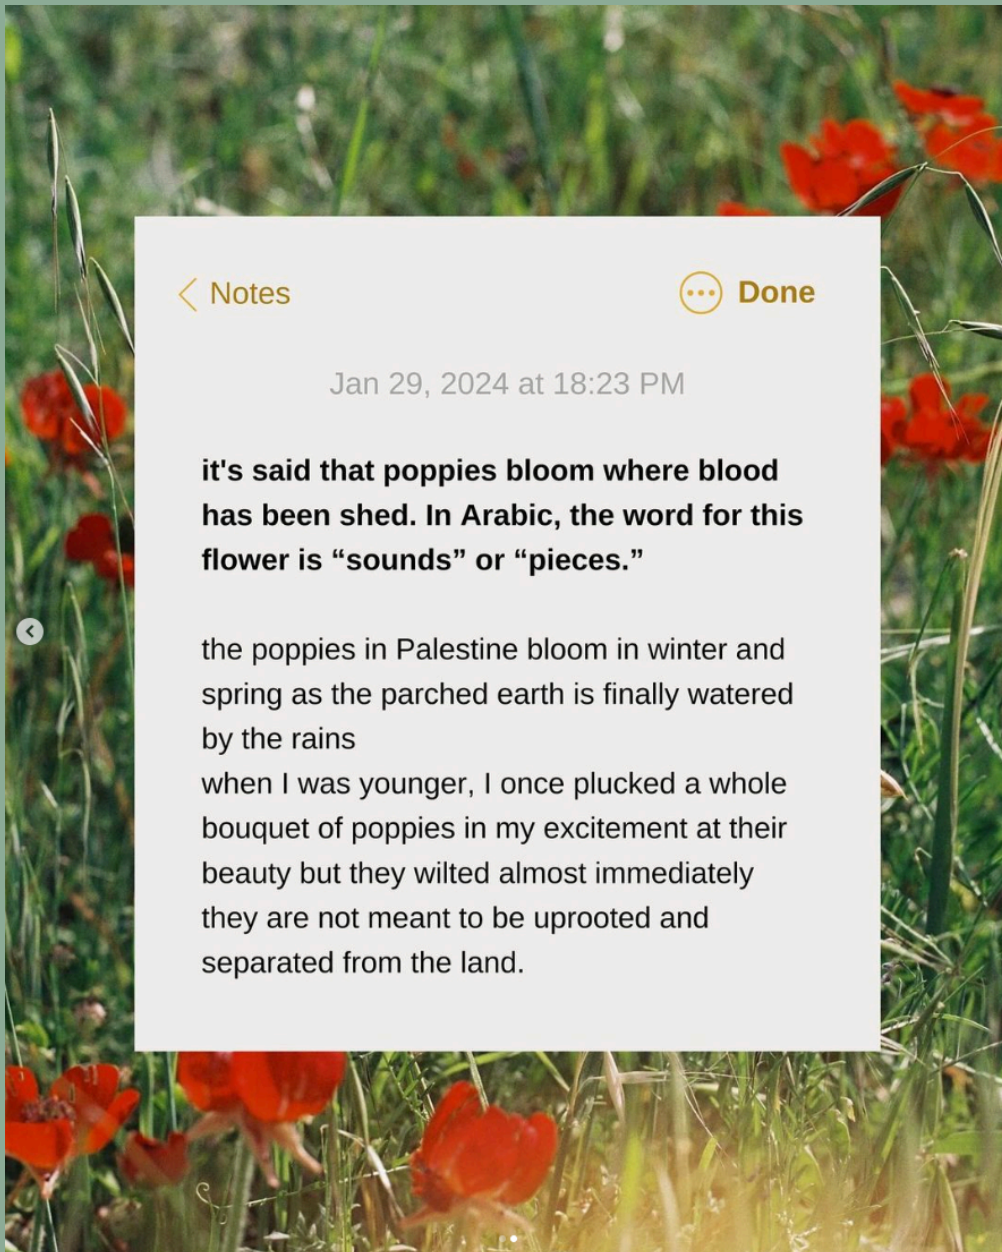 Notes
Done
Jan 29, 2024 at 18:23 PM
it's said that poppies bloom where blood
has been shed. In Arabic, the word for this
flower is “sounds” or “pieces.”
the poppies in Palestine bloom in winter and
spring as the parched earth is finally watered
by the rains
when I was younger, I once plucked a whole
bouquet of poppies in my excitement at their
beauty but they wilted almost immediately
they are not meant to be uprooted and
separated from the land.